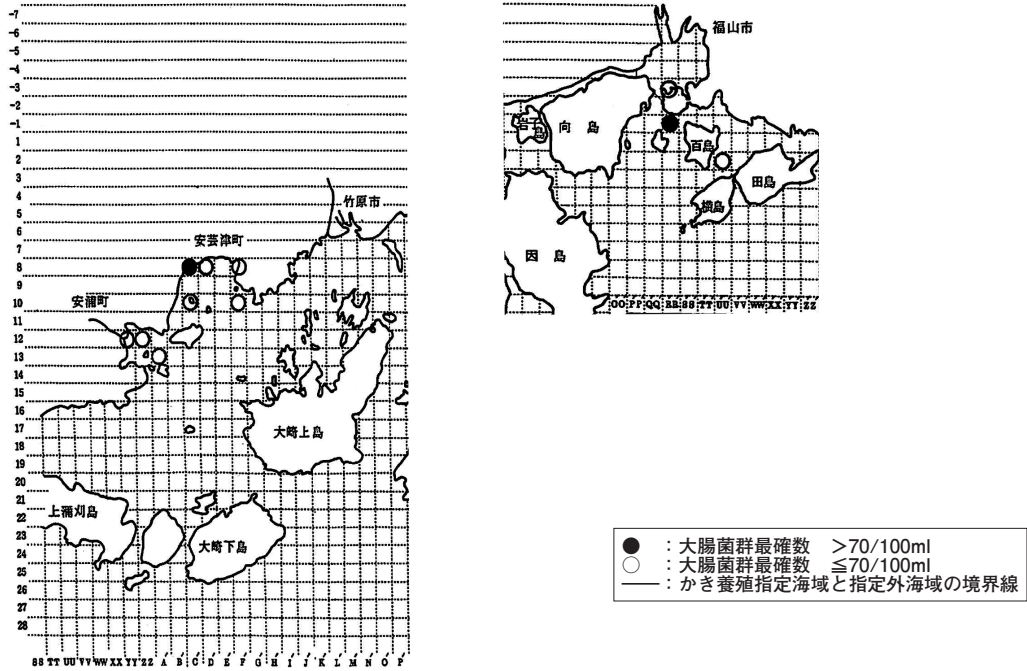 -7
-6
-5
-4
-3
-2
-1
1
2
3
4
5
6
7
8
9
10
11
12
13
14
15
16
17
18
19
20
21
22
23
24
25
26
27
28
竹原市
安芸津町
安浦町
大崎上島
上蒲刈島
大崎下島
SS TT UU VV WW XX YY ZZ A B C D E F G H I J K L M N O P
福山市
岩子島
向島
百島
田島
横島
因島
OO PP QQ RR SS TT UU VV WW XX YY ZZ
● : 大腸菌群最確数 >70/100ml
○ : 大腸菌群最確数 ≦70/100ml
―― : かき養殖指定海域と指定外海域の境界線